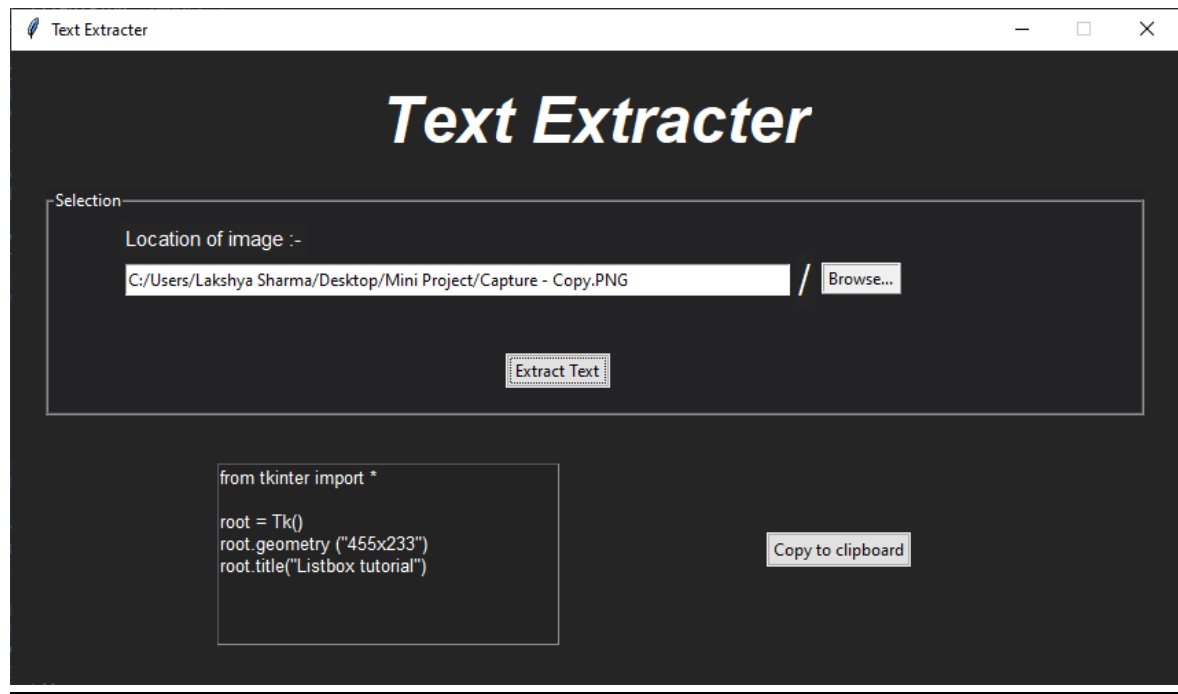 Text Extracter
Text Extracter
Selection
Location of image :-
C:/Users/Lakshya Sharma/Desktop/Mini Project/Capture - Copy.PNG / Browse...
Extract Text
from tkinter import *
root = Tk()
root.geometry ("455x233")
root.title("Listbox tutorial")
Copy to clipboard